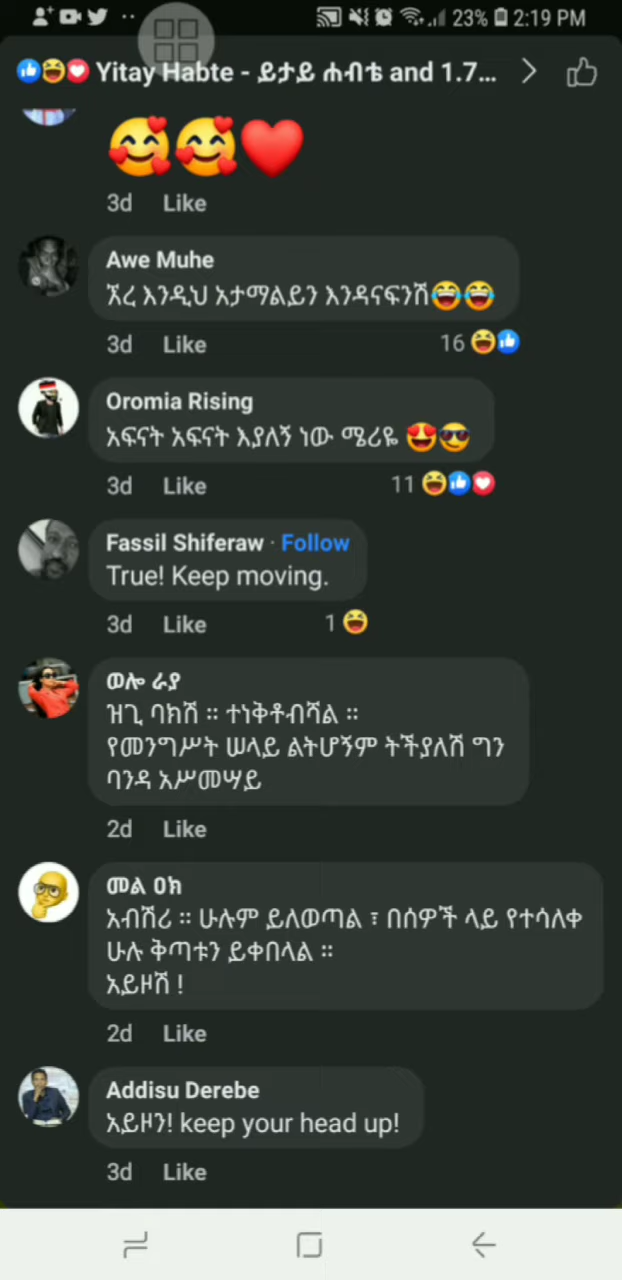 23% 2:19 PM
Yitay Habte - ይታይ ሐብቴ and 1.7...
3d Like
Awe Muhe
ኧረ እንዲህ አታማልይን እንዳናፍንሽ😂😂
3d Like 16
Oromia Rising
አፍናት አፍናት እያለኝ ነው ሜሪዬ 😍😎
3d Like 11
Fassil Shiferaw · Follow
True! Keep moving.
3d Like 1
ወሎ ራያ
ዝጊ ባክሽ ። ተነቅቶብሻል ።
የመንግሥት ሠላይ ልትሆኝም ትችያለሽ ግን
ባንዳ አሥመሣይ
2d Like
መል ዐክ
አብሽሪ ። ሁሉም ይለወጣል ፣ በሰዎች ላይ የተሳለቀ
ሁሉ ቅጣቱን ይቀበላል ።
አይዞሽ !
2d Like
Addisu Derebe
አይዞን! keep your head up!
3d Like